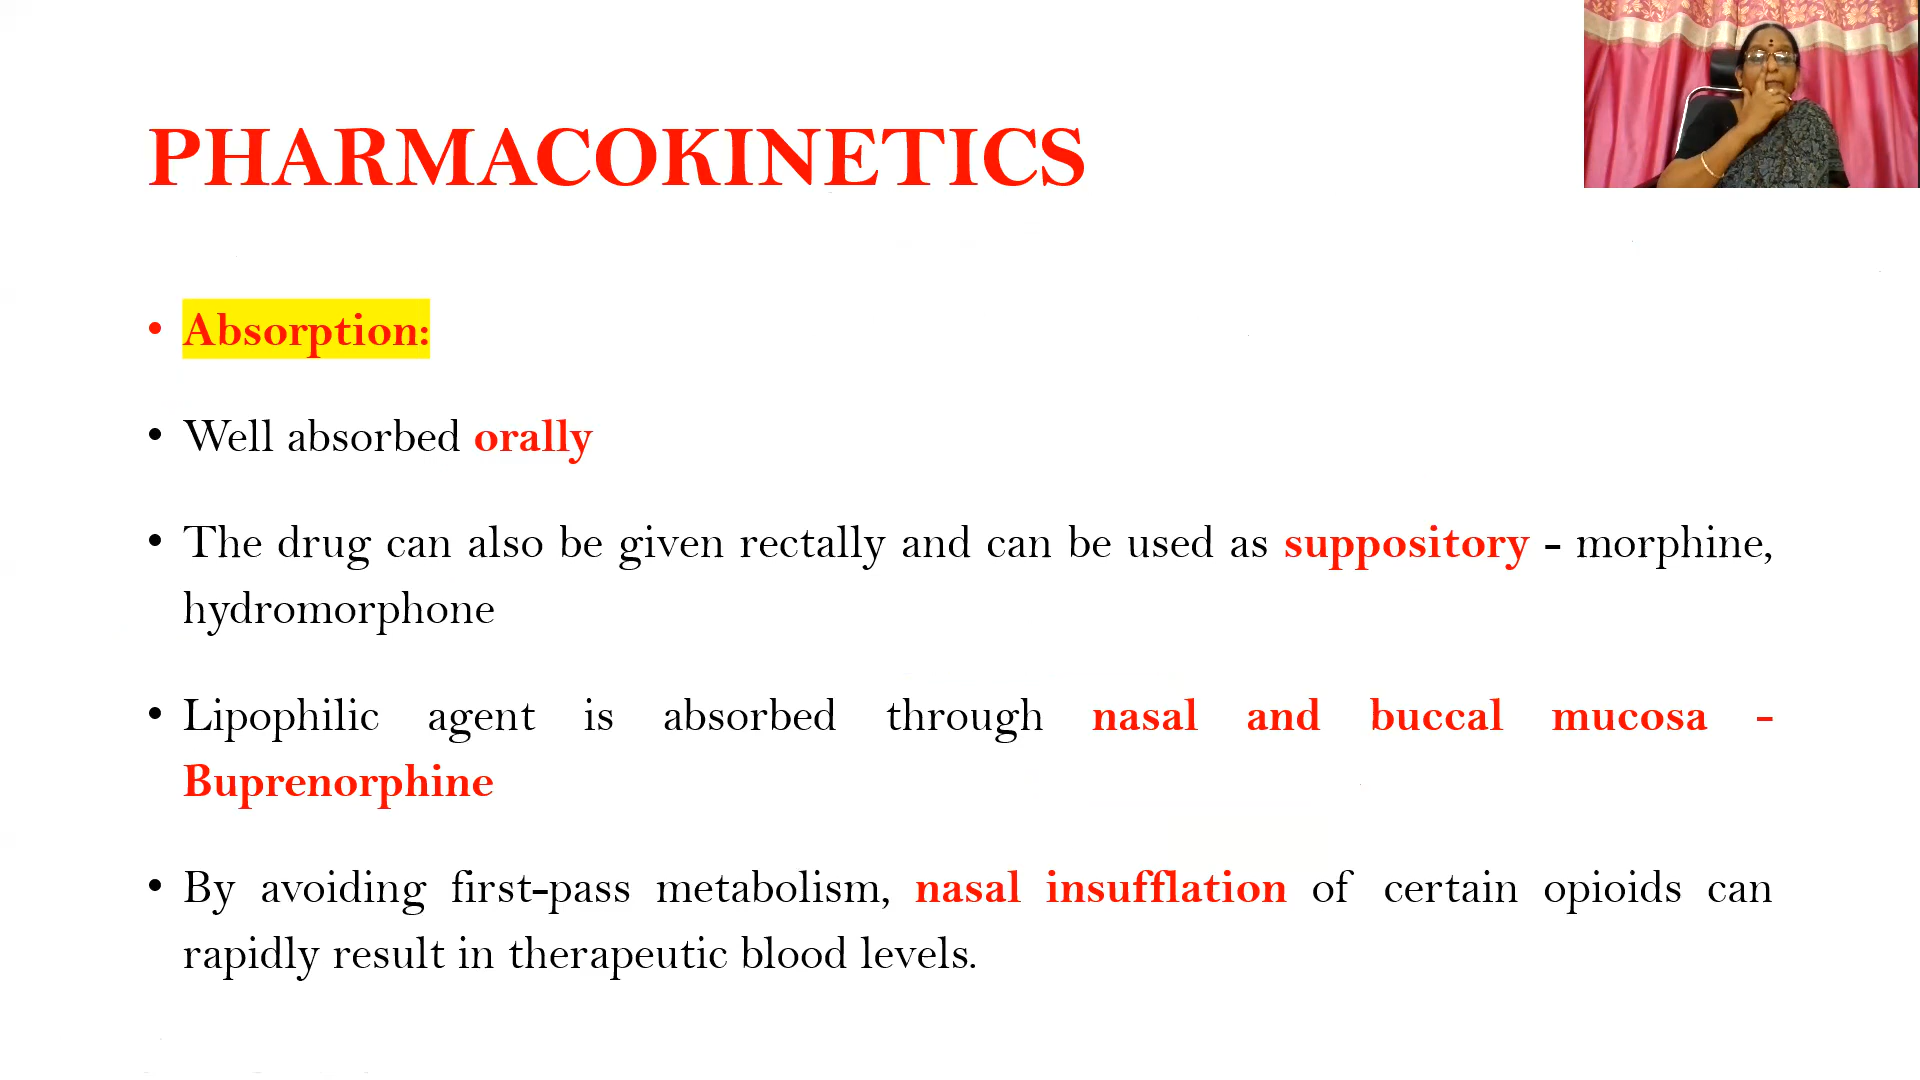 PHARMACOKINETICS
• Absorption:
• Well absorbed orally
• The drug can also be given rectally and can be used as suppository - morphine,
hydromorphone
• Lipophilic agent is absorbed through nasal and buccal mucosa -
Buprenorphine
• By avoiding first-pass metabolism, nasal insufflation of certain opioids can
rapidly result in therapeutic blood levels.